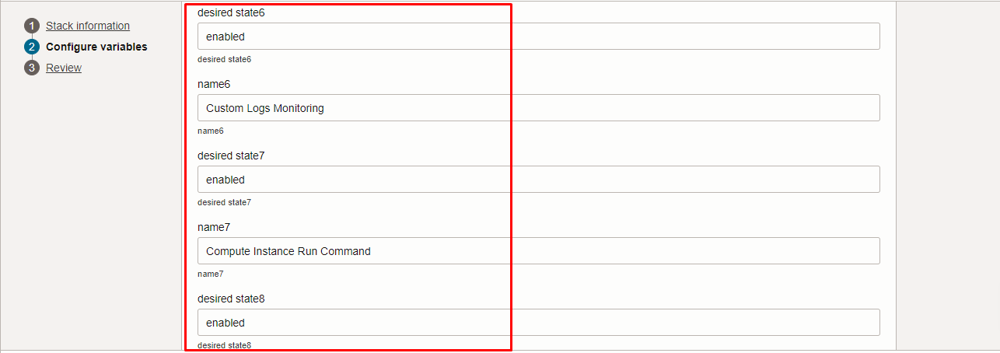 1 Stack information
2 Configure variables
3 Review
desired state6
enabled
desired state6
name6
Custom Logs Monitoring
name6
desired state7
enabled
desired state7
name7
Compute Instance Run Command
name7
desired state8
enabled
desired state8